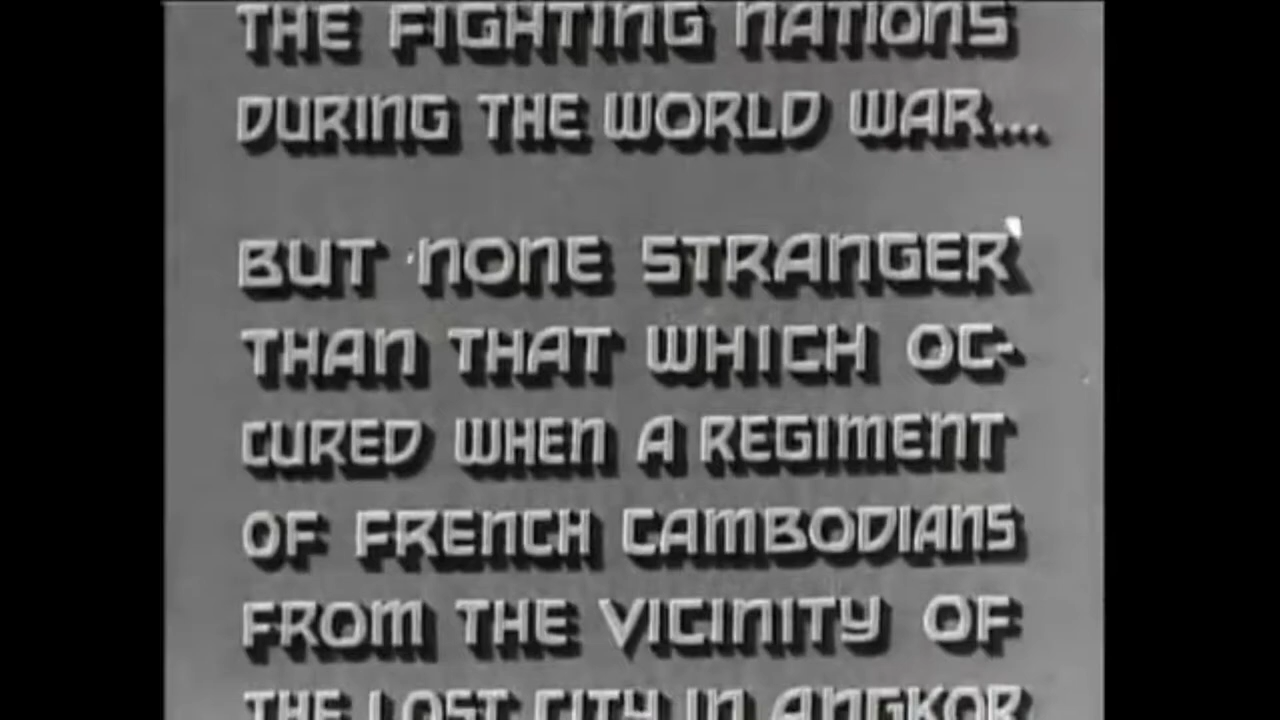 THE FIGHTING NATIONS
DURING THE WORLD WAR...
BUT NONE STRANGER
THAN THAT WHICH OC-
CURED WHEN A REGIMENT
OF FRENCH CAMBODIANS
FROM THE VICINITY OF
THE LOST CITY IN ANGKOR